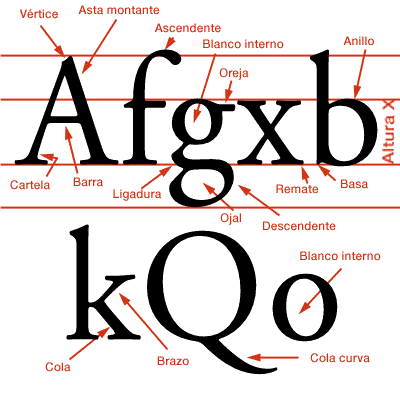 Vértice
Asta montante
Ascendente
Blanco interno
Anillo
Oreja
Afgxb
Altura x
Cartela
Barra
Ligadura
Remate
Basa
Ojal
Descendente
kQo
Blanco interno
Cola
Brazo
Cola curva